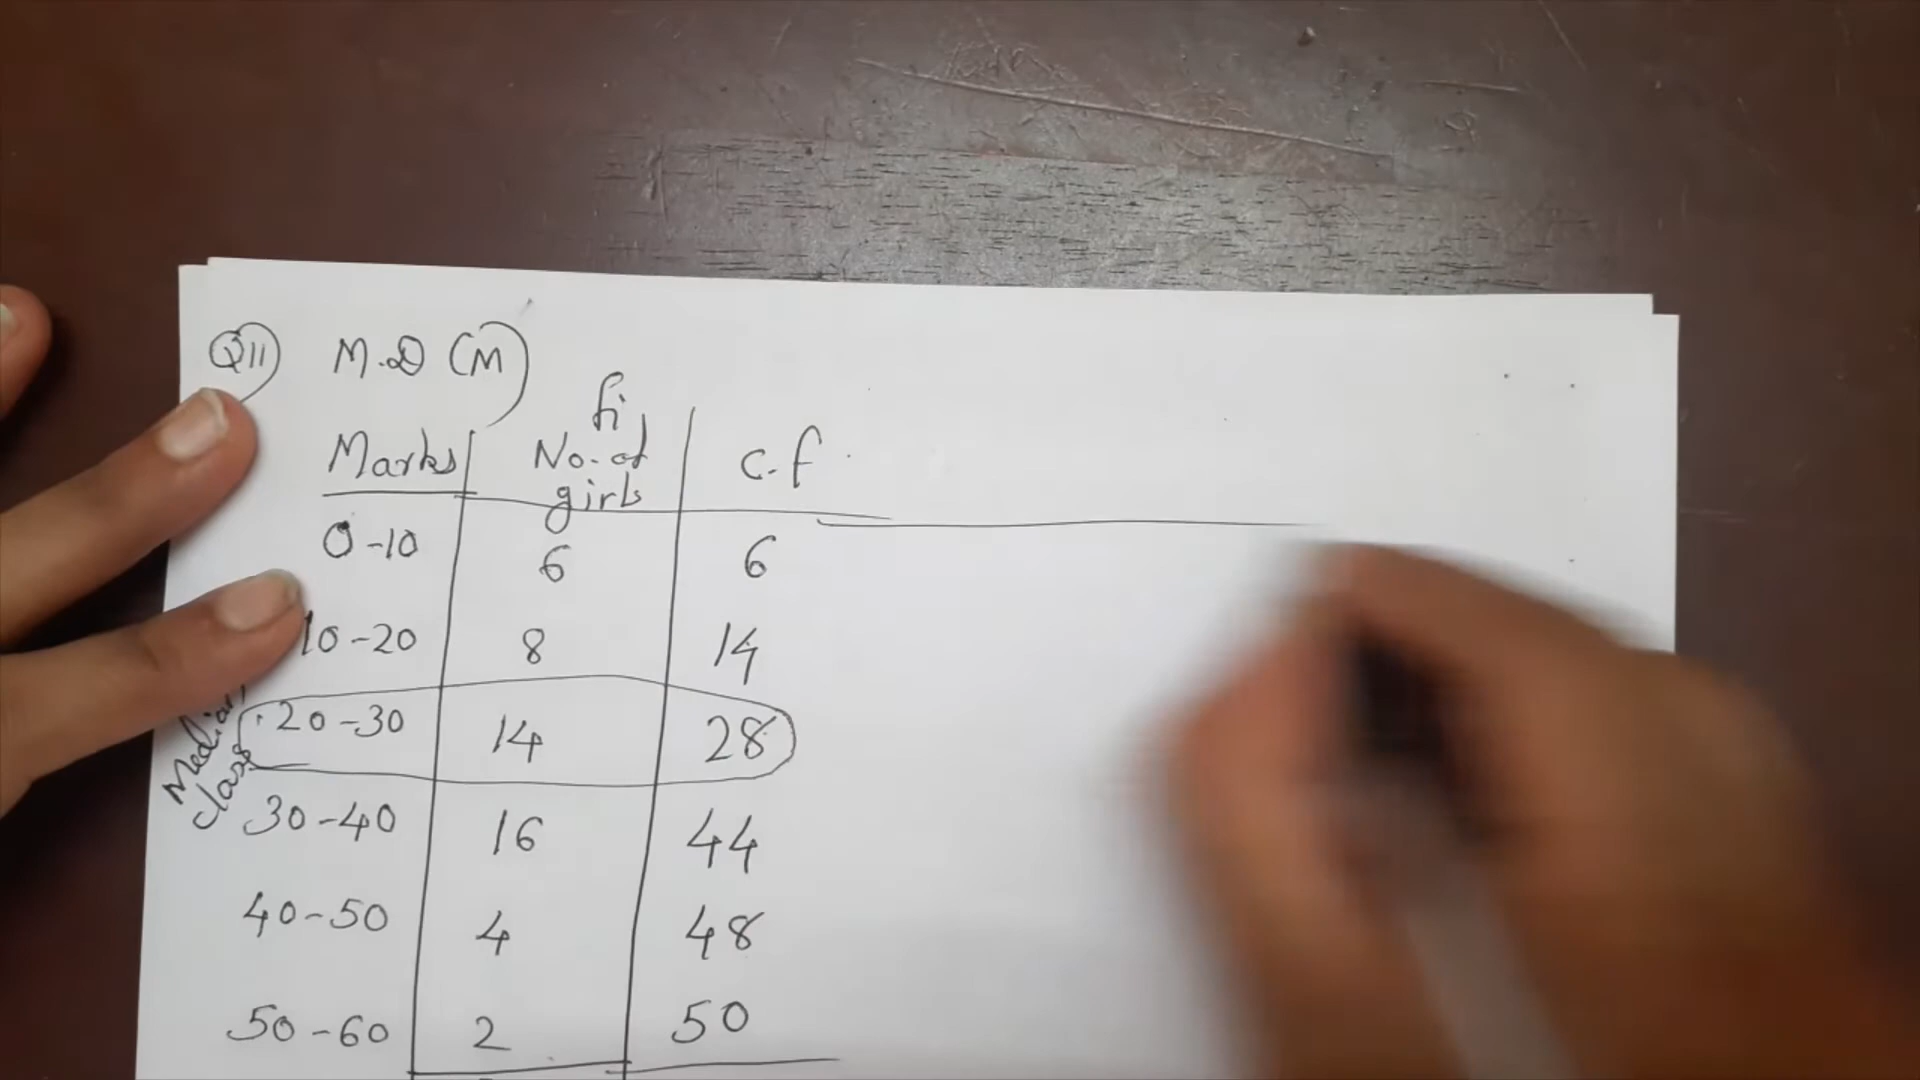 Q11 M.D (M)
fi
Marks No. of girls c.f
0-10 6 6
10-20 8 14
20-30 14 28
Median class
30-40 16 44
40-50 4 48
50-60 2 50